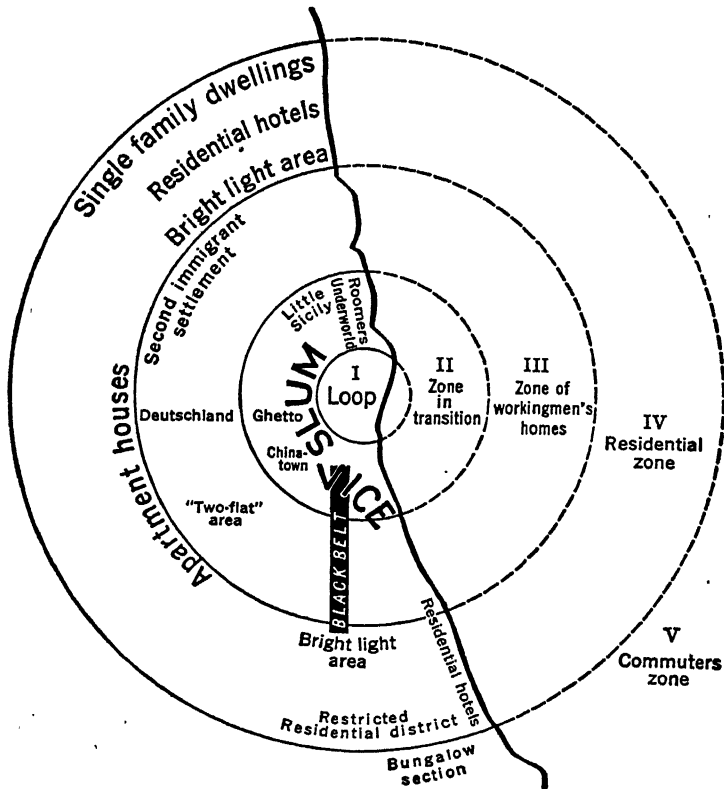 Single family dwellings
Residential hotels
Bright light area
Second immigrant
settlement
Little
Sicily
Roomers
Underworld
I
Loop
II
Zone
in
transition
III
Zone of
workingmen's
homes
IV
Residential
zone
V
Commuters
zone
Apartment houses
Deutschland
Ghetto
SLUM
China-
town
VICE
"Two-flat"
area
BLACK BELT
Bright light
area
Residential hotels
Restricted
Residential district
Bungalow
section